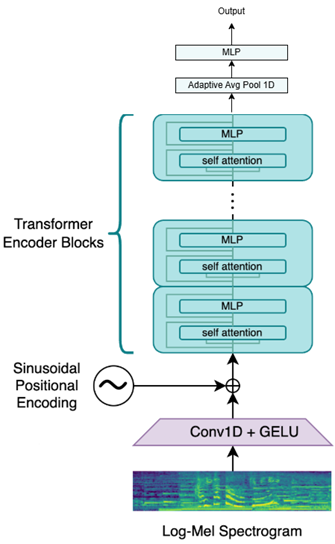 Output
MLP
Adaptive Avg Pool 1D
MLP
self attention
Transformer
Encoder Blocks
MLP
self attention
MLP
self attention
Sinusoidal
Positional
Encoding
Conv1D + GELU
Log-Mel Spectrogram